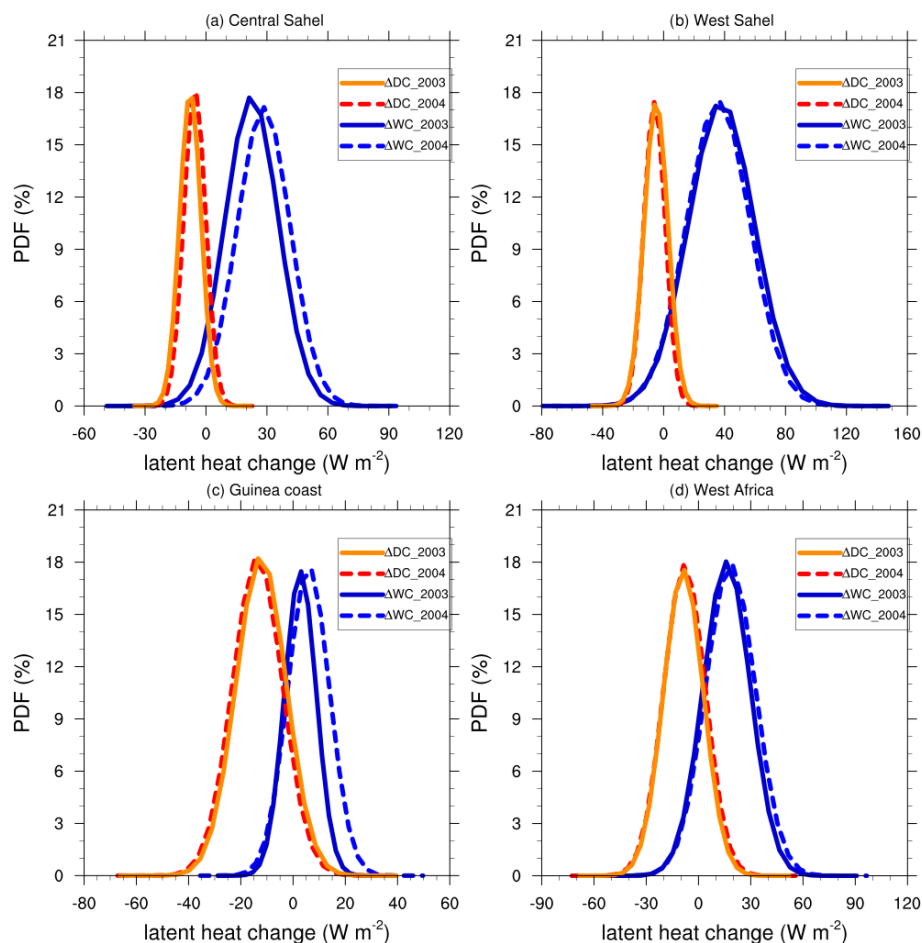 (a) Central Sahel
21
18
15
12
9
6
3
0
PDF (%)
ΔDC_2003
ΔDC_2004
ΔWC_2003
ΔWC_2004
-60 -30 0 30 60 90 120
latent heat change (W m-2)
(b) West Sahel
21
18
15
12
9
6
3
0
PDF (%)
ΔDC_2003
ΔDC_2004
ΔWC_2003
ΔWC_2004
-80 -40 0 40 80 120 160
latent heat change (W m-2)
(c) Guinea coast
21
18
15
12
9
6
3
0
PDF (%)
ΔDC_2003
ΔDC_2004
ΔWC_2003
ΔWC_2004
-60 -40 -20 0 20 40 60
latent heat change (W m-2)
(d) West Africa
21
18
15
12
9
6
3
0
PDF (%)
ΔDC_2003
ΔDC_2004
ΔWC_2003
ΔWC_2004
-90 -60 -30 0 30 60 90 120
latent heat change (W m-2)